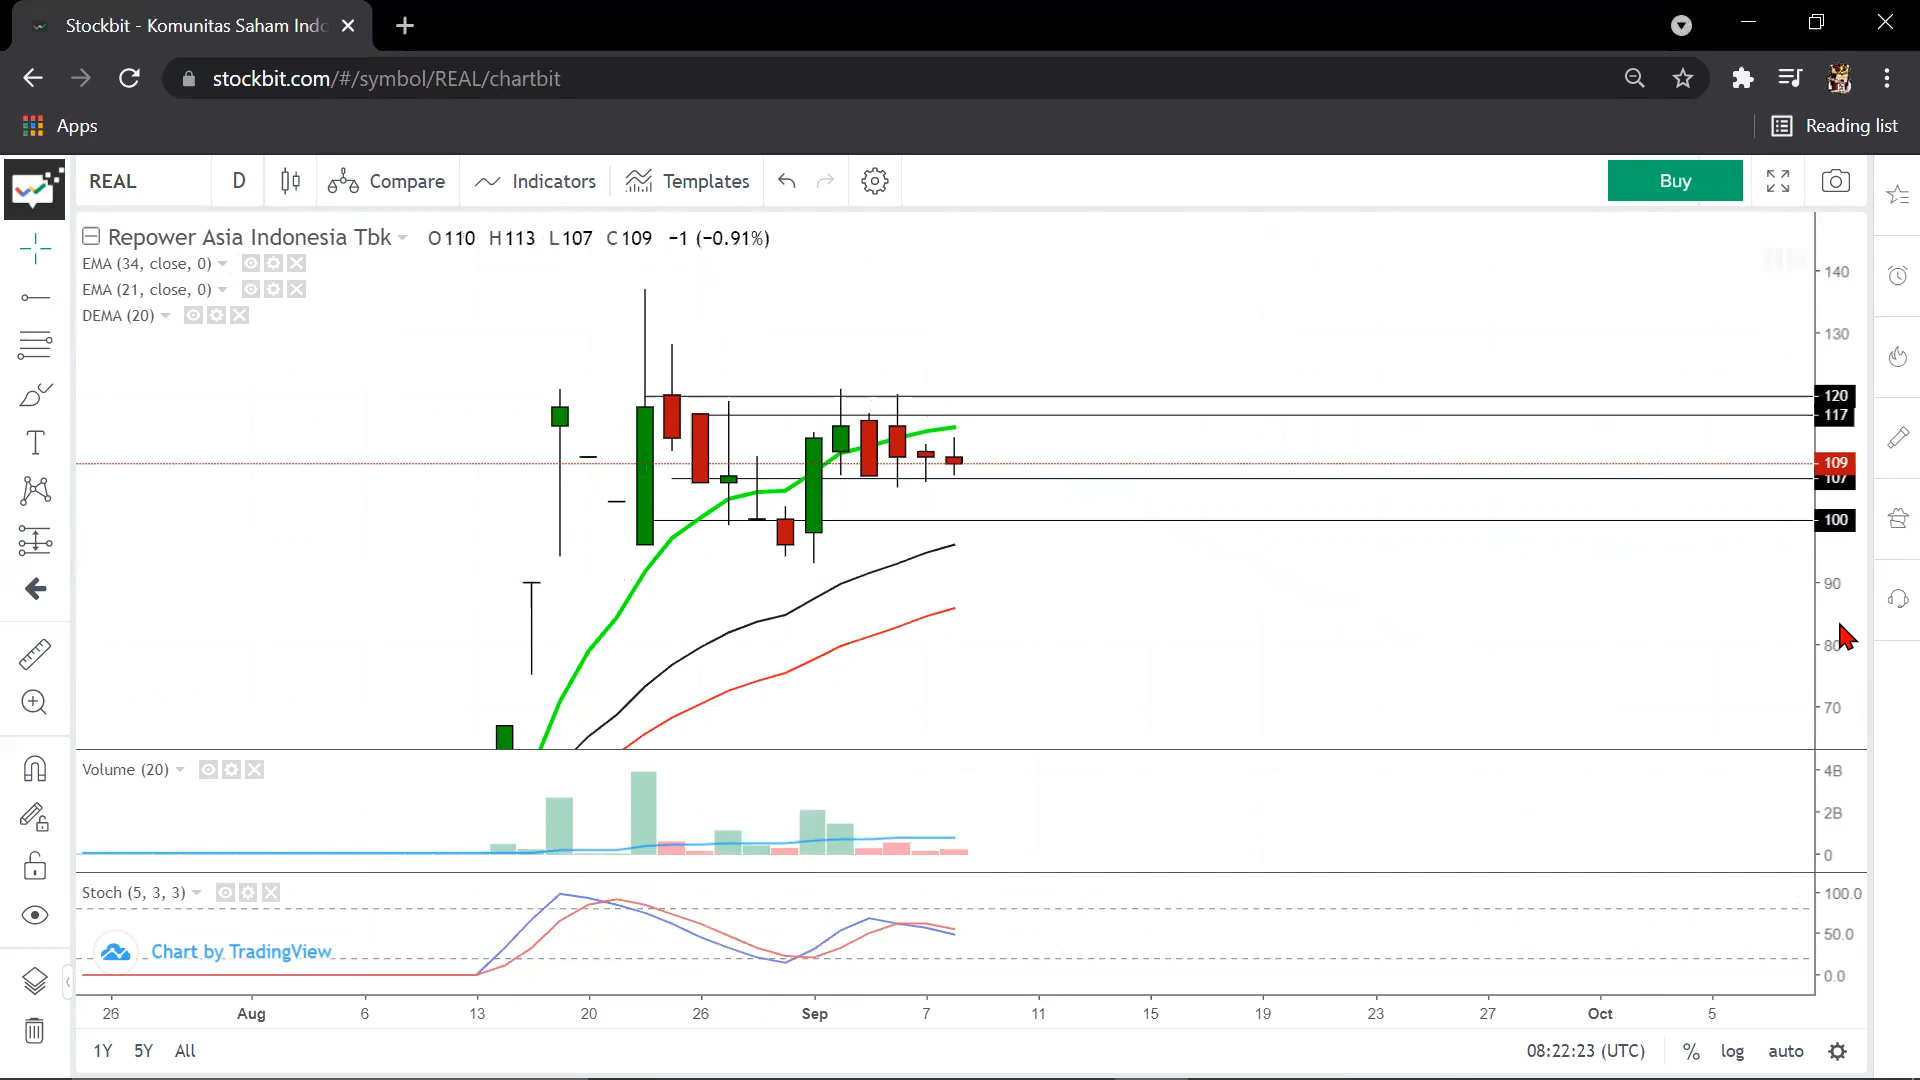 Stockbit - Komunitas Saham Indo
stockbit.com/#/symbol/REAL/chartbit
Apps
Reading list
REAL D Compare Indicators Templates Buy
Repower Asia Indonesia Tbk O110 H113 L107 C109 -1 (-0.91%)
EMA (34, close, 0)
EMA (21, close, 0)
DEMA (20)
140
130
120
117
109
107
100
90
80
70
Volume (20)
4B
2B
0
Stoch (5, 3, 3)
100.0
50.0
0.0
Chart by TradingView
26 Aug 6 13 20 26 Sep 7 11 15 19 23 27 Oct 5
1Y 5Y All 08:22:23 (UTC) % log auto